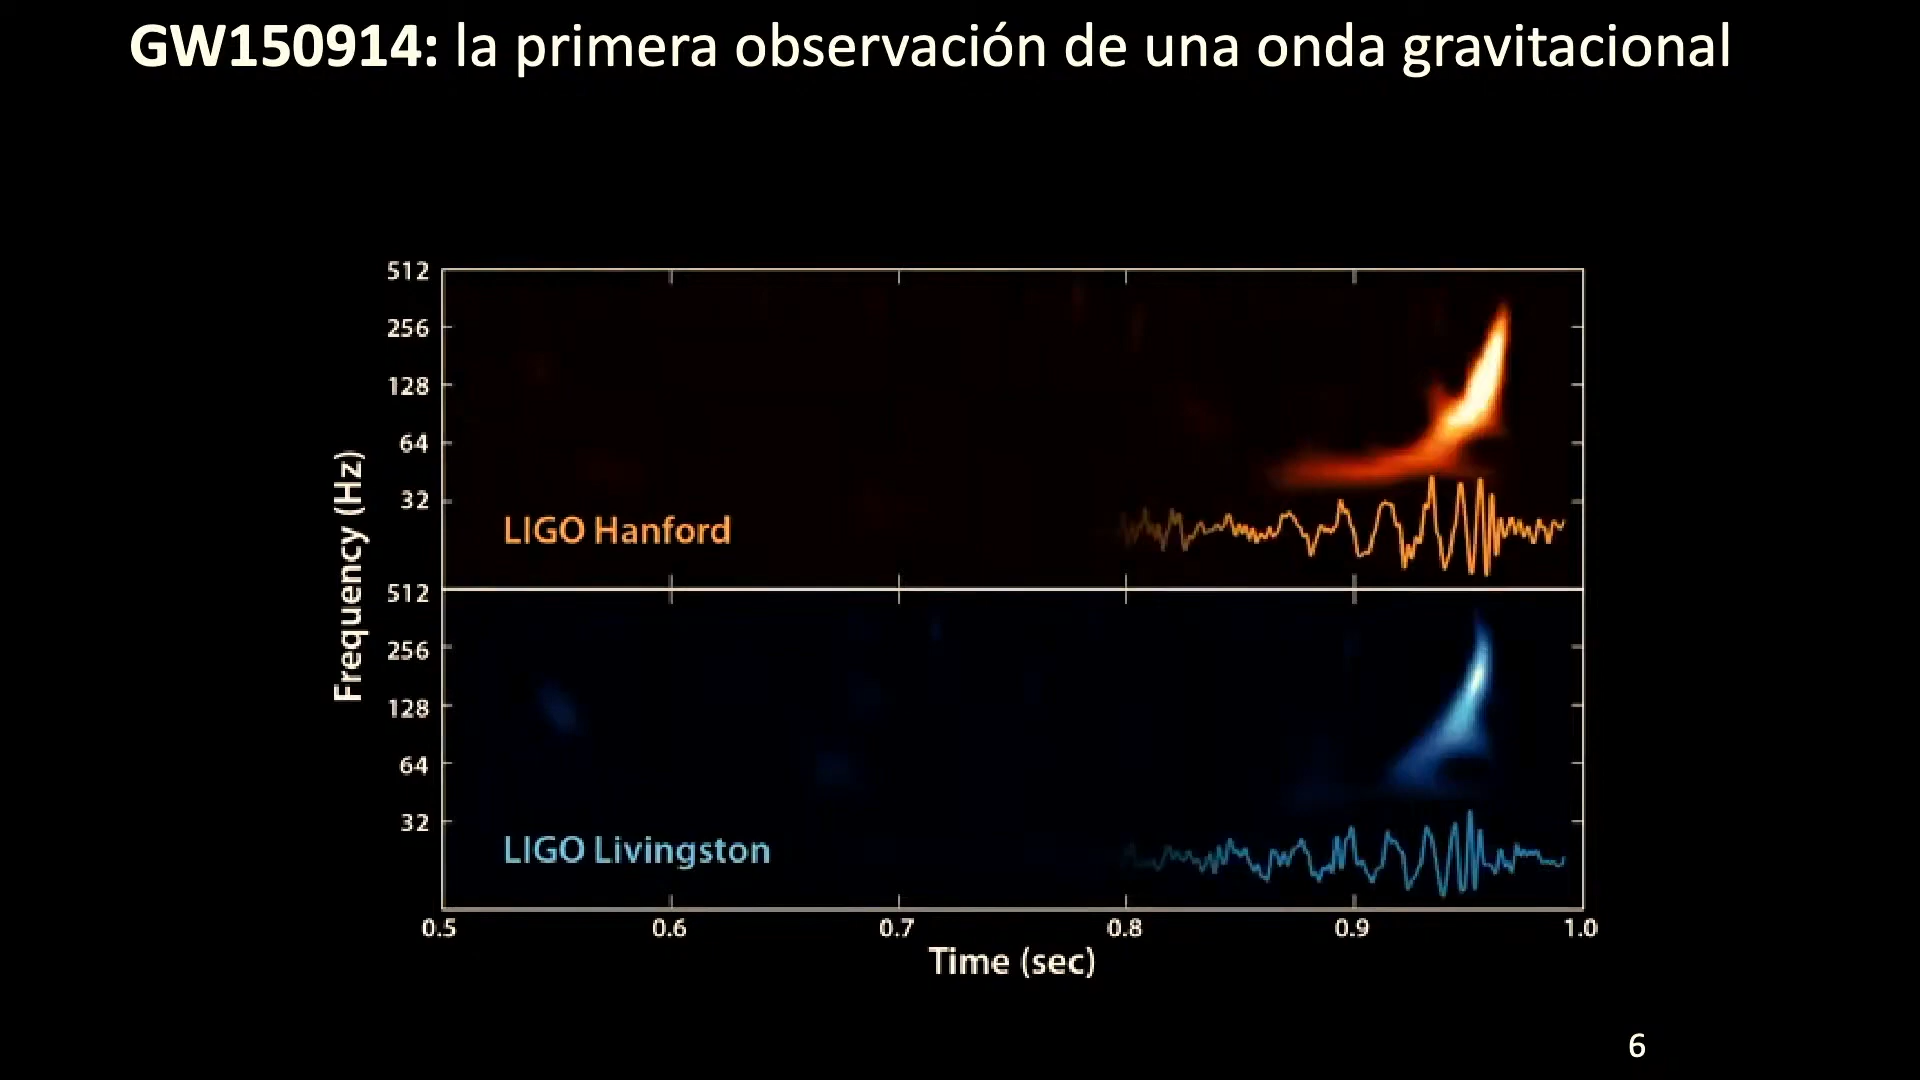 GW150914: la primera observación de una onda gravitacional
512
256
128
64
32
LIGO Hanford
Frequency (Hz)
512
256
128
64
32
LIGO Livingston
0.5 0.6 0.7 0.8 0.9 1.0
Time (sec)
6